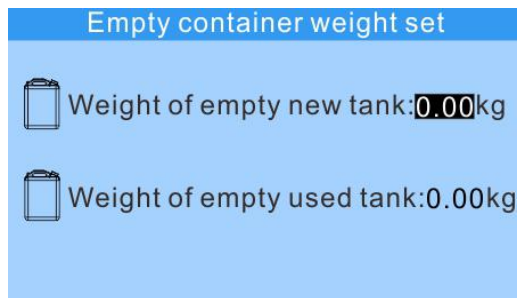 Empty container weight set
Weight of empty new tank:0.00kg
Weight of empty used tank:0.00kg